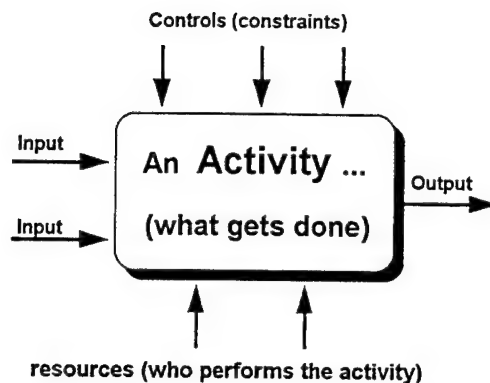 Controls (constraints)
Input
An Activity ...
Output
Input
(what gets done)
resources (who performs the activity)